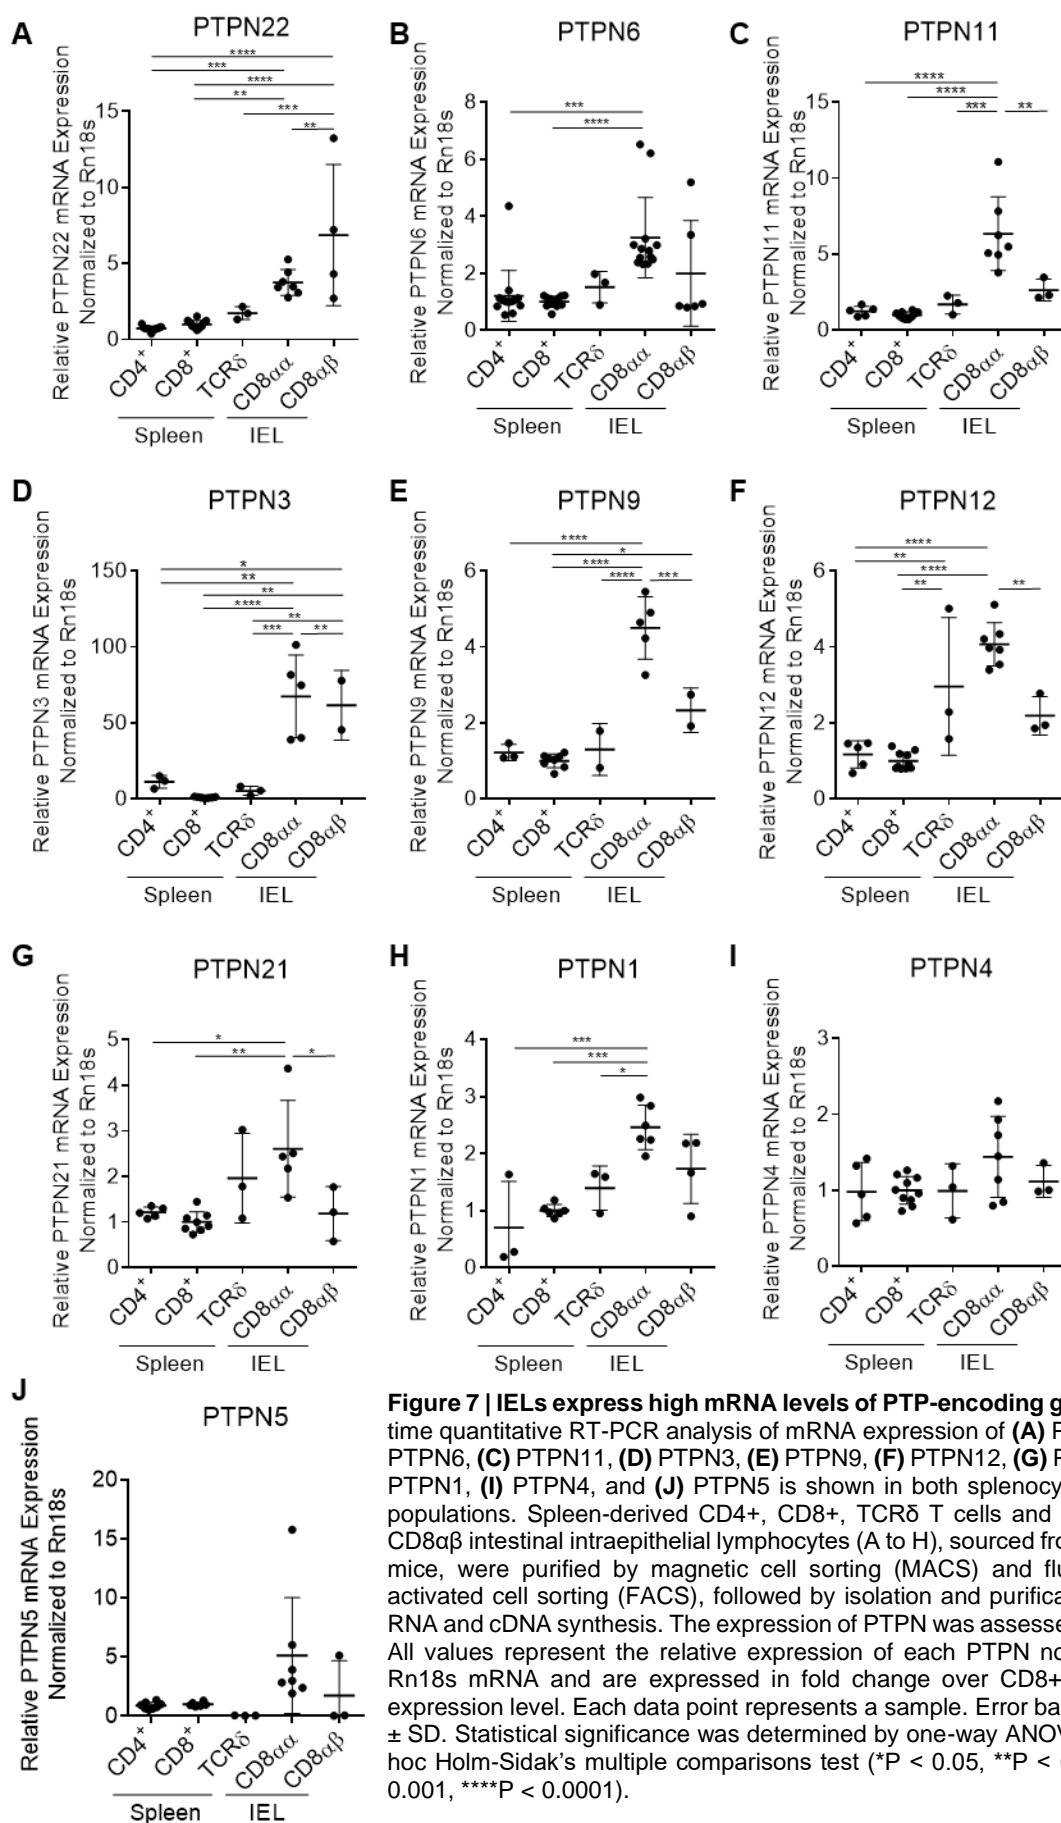 A PTPN22
Relative PTPN22 mRNA Expression
Normalized to Rn18s
****
***
****
**
***
**
15
10
5
0
CD4+ CD8+ TCRδ CD8αα CD8αβ
Spleen IEL
B PTPN6
Relative PTPN6 mRNA Expression
Normalized to Rn18s
***
****
8
6
4
2
0
CD4+ CD8+ TCRδ CD8αα CD8αβ
Spleen IEL
C PTPN11
Relative PTPN11 mRNA Expression
Normalized to Rn18s
****
****
*** **
15
10
5
0
CD4+ CD8+ TCRδ CD8αα CD8αβ
Spleen IEL
D PTPN3
Relative PTPN3 mRNA Expression
Normalized to Rn18s
*
**
**
****
**
*** **
150
100
50
0
CD4+ CD8+ TCRδ CD8αα CD8αβ
Spleen IEL
E PTPN9
Relative PTPN9 mRNA Expression
Normalized to Rn18s
****
*
****
**** ***
6
4
2
0
CD4+ CD8+ TCRδ CD8αα CD8αβ
Spleen IEL
F PTPN12
Relative PTPN12 mRNA Expression
Normalized to Rn18s
****
**
****
** **
6
4
2
0
CD4+ CD8+ TCRδ CD8αα CD8αβ
Spleen IEL
G PTPN21
Relative PTPN21 mRNA Expression
Normalized to Rn18s
*
** *
5
4
3
2
1
0
CD4+ CD8+ TCRδ CD8αα CD8αβ
Spleen IEL
H PTPN1
Relative PTPN1 mRNA Expression
Normalized to Rn18s
***
***
*
4
3
2
1
0
CD4+ CD8+ TCRδ CD8αα CD8αβ
Spleen IEL
I PTPN4
Relative PTPN4 mRNA Expression
Normalized to Rn18s
3
2
1
0
CD4+ CD8+ TCRδ CD8αα CD8αβ
Spleen IEL
J PTPN5
Relative PTPN5 mRNA Expression
Normalized to Rn18s
20
15
10
5
0
CD4+ CD8+ TCRδ CD8αα CD8αβ
Spleen IEL
Figure 7 | IELs express high mRNA levels of PTP-encoding
time quantitative RT-PCR analysis of mRNA expression of (A)
PTPN6, (C) PTPN11, (D) PTPN3, (E) PTPN9, (F) PTPN12, (G)
PTPN1, (I) PTPN4, and (J) PTPN5 is shown in both
populations. Spleen-derived CD4+, CD8+, TCRδ T cells and
CD8αβ intestinal intraepithelial lymphocytes (A to H), sourced
mice, were purified by magnetic cell sorting (MACS) and
activated cell sorting (FACS), followed by isolation and
RNA and cDNA synthesis. The expression of PTPN was
All values represent the relative expression of each PTPN
Rn18s mRNA and are expressed in fold change over CD8+
expression level. Each data point represents a sample. Error
± SD. Statistical significance was determined by one-way
hoc Holm-Sidak's multiple comparisons test (*P < 0.05, **P <
0.001, ****P < 0.0001).